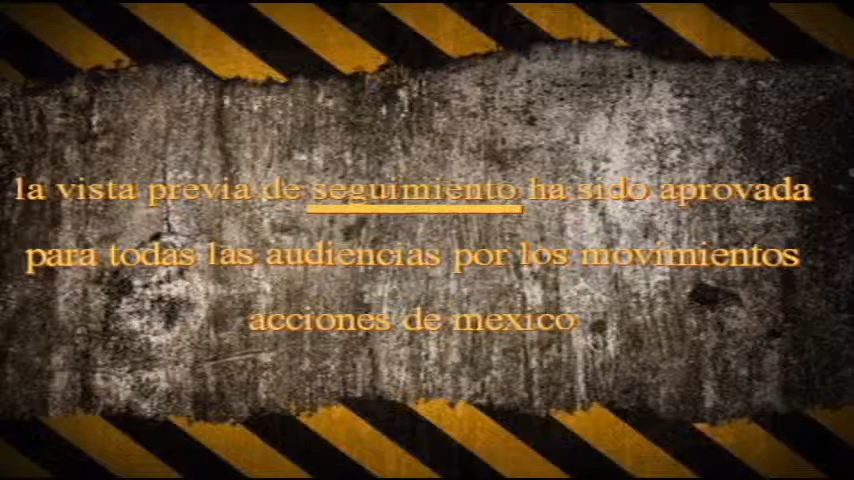 la vista previa de seguimiento ha sido aprovada
para todas las audiencias por los movimientos
acciones de mexico